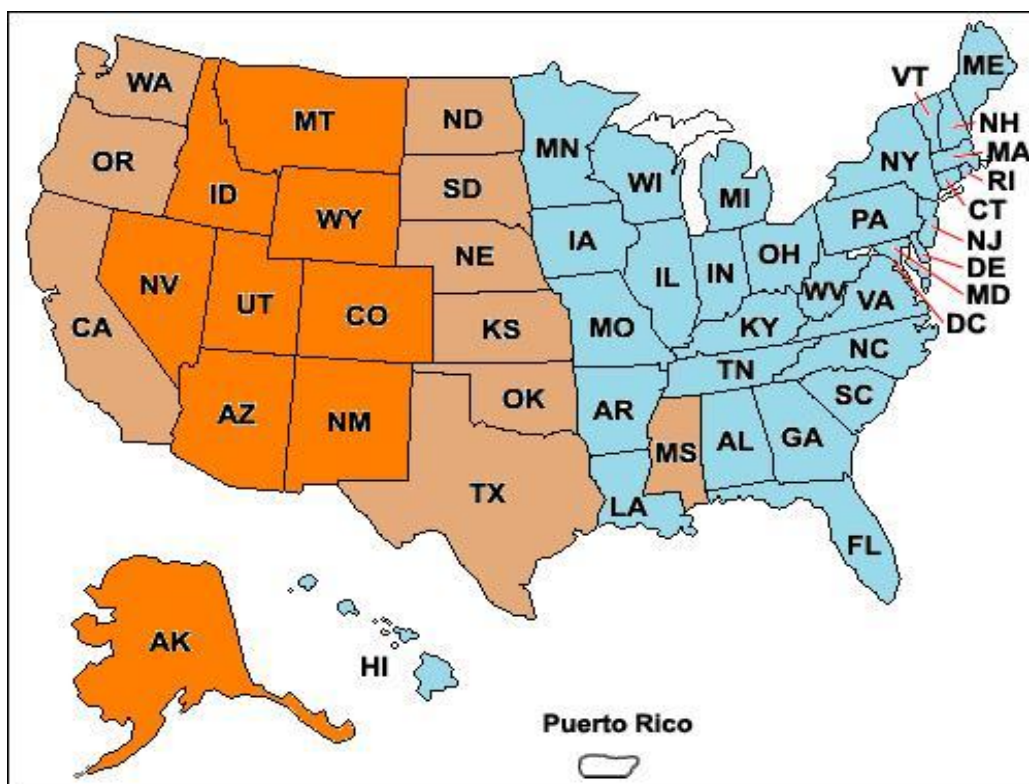 WA
MT
ND
MN
VT
ME
OR
ID
SD
WI
MI
NY
NH
MA
RI
CT
WY
NE
IA
PA
NJ
DE
MD
DC
NV
UT
CO
KS
IL
IN
OH
WV
VA
CA
MO
KY
NC
AZ
NM
OK
AR
TN
SC
TX
MS
AL
GA
LA
FL
AK
HI
Puerto Rico